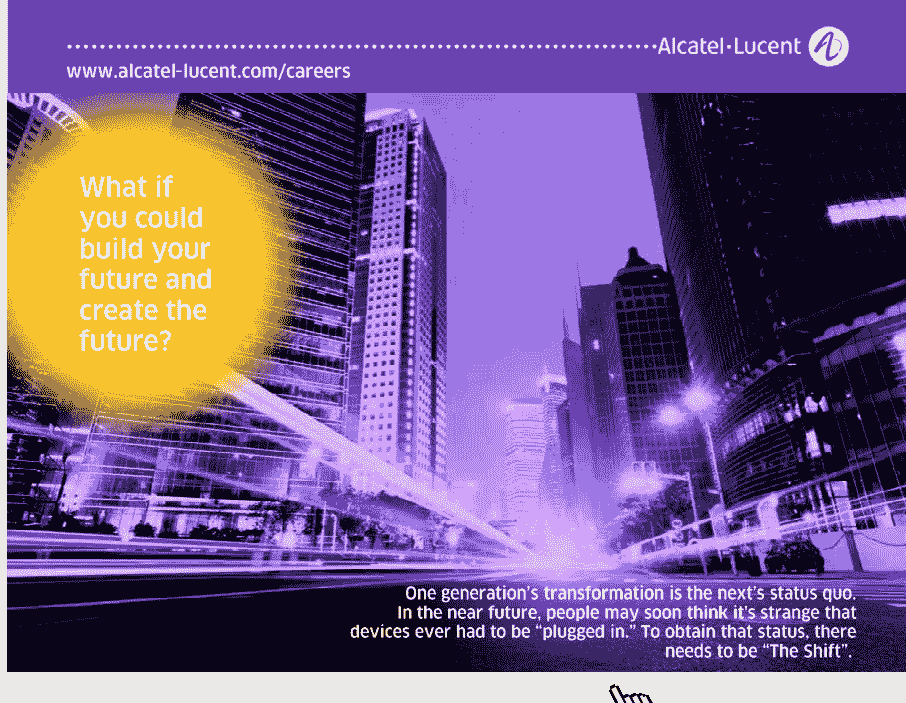 Alcatel·Lucent
www.alcatel-lucent.com/careers
What if
you could
build your
future and
create the
future?
One generation's transformation is the next's status quo.
In the near future, people may soon think it's strange that
devices ever had to be “plugged in.” To obtain that status, there
needs to be “The Shift”.